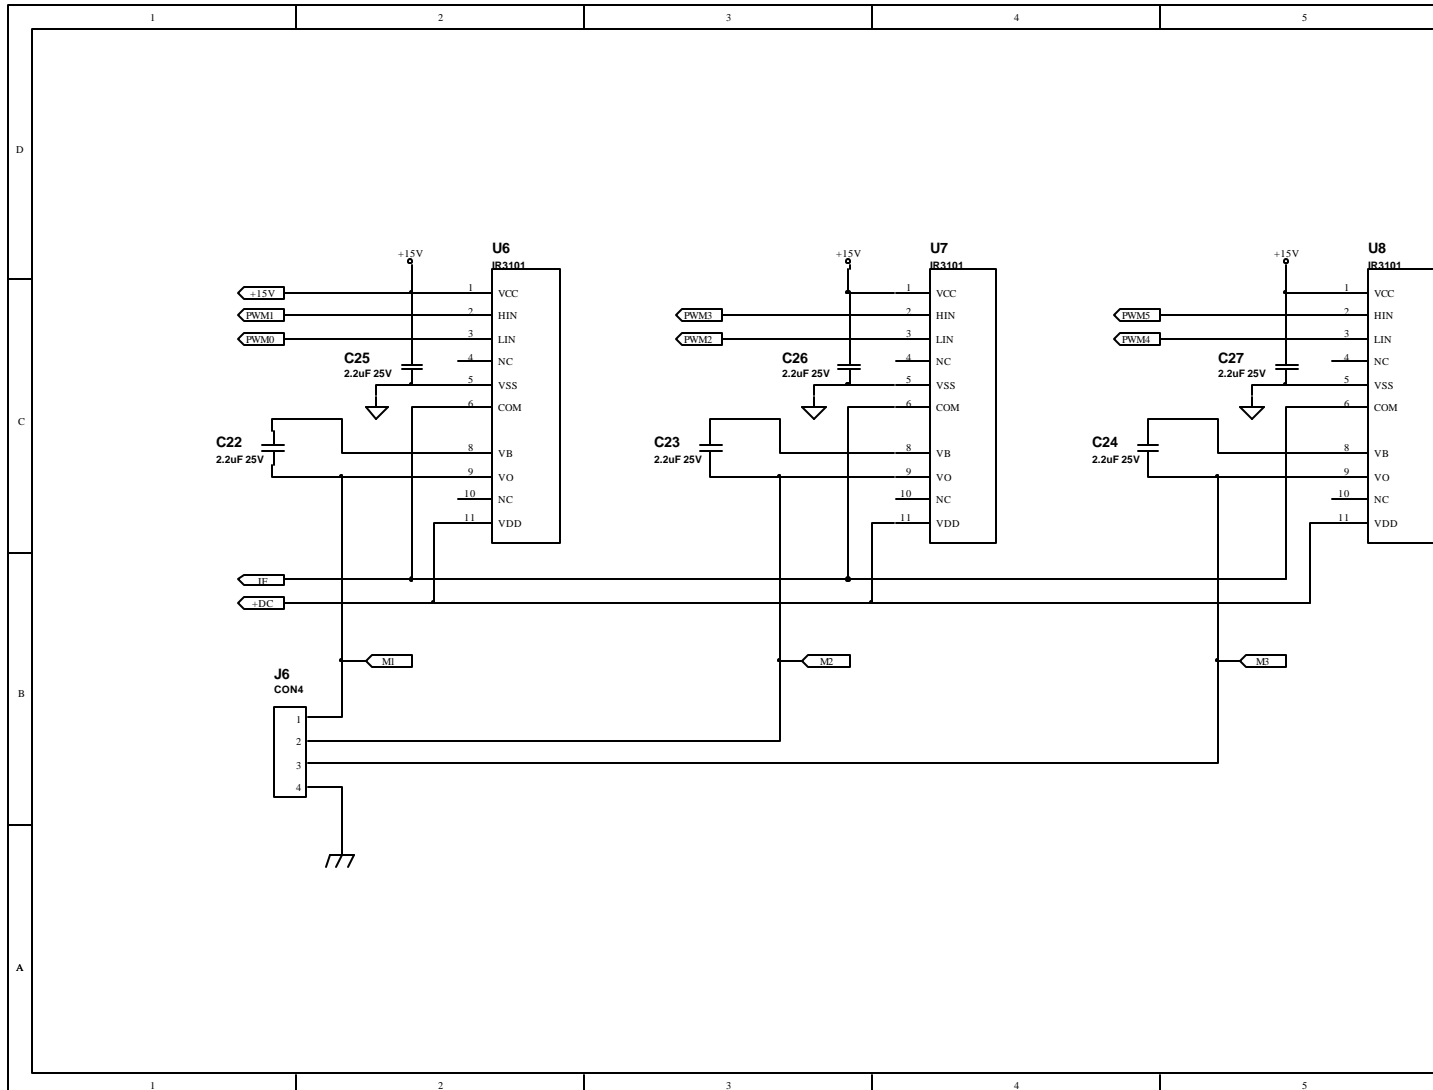 1 2 3 4 5
D
U6 U7 U8
IR3101 IR3101 IR3101
+15V +15V +15V
+15V 1 VCC 1 VCC 1 VCC
PWM1 2 HIN PWM3 2 HIN PWM5 2 HIN
PWM0 3 LIN PWM2 3 LIN PWM4 3 LIN
C25 4 NC C26 4 NC C27 4 NC
2.2uF 25V 2.2uF 25V 2.2uF 25V
5 VSS 5 VSS 5 VSS
6 COM 6 COM 6 COM
C
C22 8 VB C23 8 VB C24 8 VB
2.2uF 25V 2.2uF 25V 2.2uF 25V
9 VO 9 VO 9 VO
10 NC 10 NC 10 NC
11 VDD 11 VDD 11 VDD
+DC
M1 M2 M3
J6
CON4
B
1
2
3
4
A
1 2 3 4 5